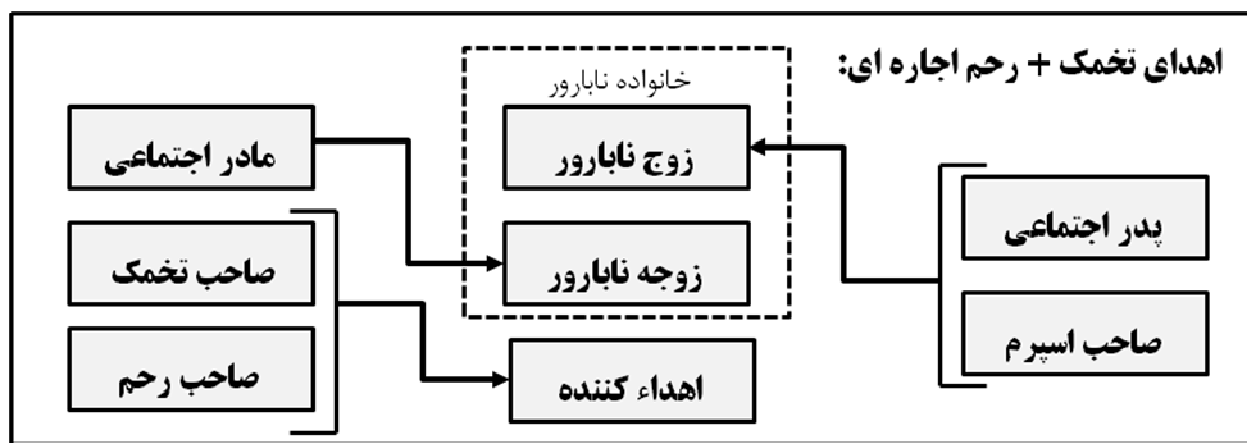 اهدای تخمک + رحم اجاره ای:
خانواده نابارور
زوج نابارور
زوجه نابارور
اهداء کننده
پدر اجتماعی
صاحب اسپرم
مادر اجتماعی
صاحب تخمک
صاحب رحم